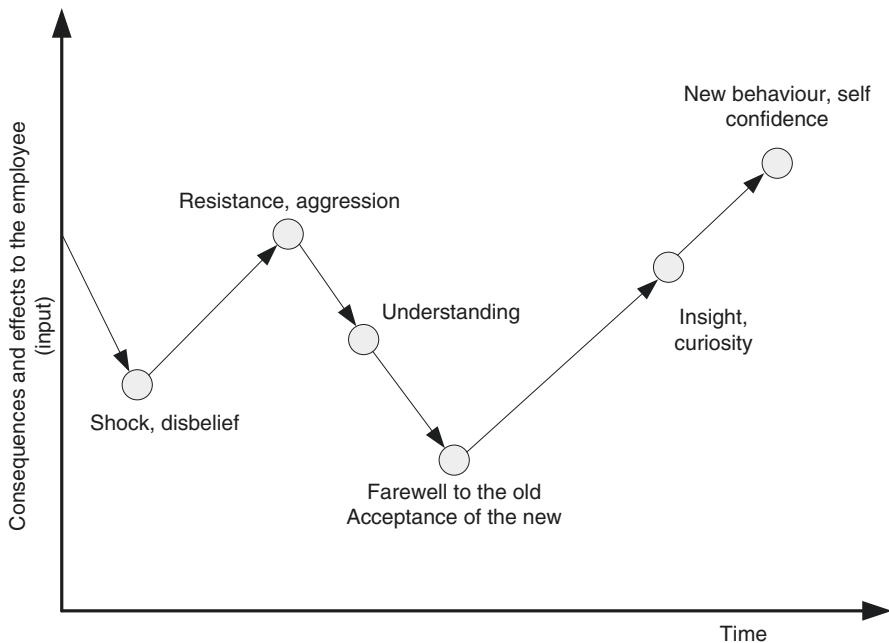 Consequences and effects to the employee
(input)
New behaviour, self
confidence
Resistance, aggression
Understanding
Insight,
curiosity
Shock, disbelief
Farewell to the old
Acceptance of the new
Time